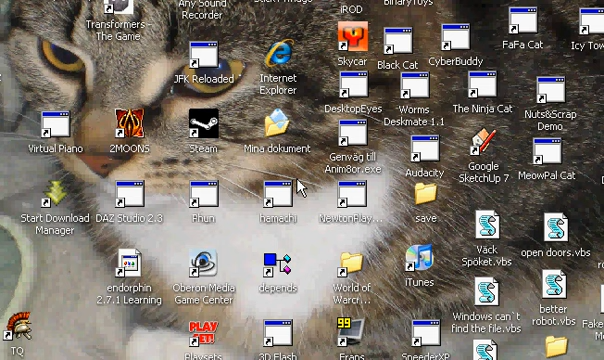 Transformers -
The Game
Any Sound
Recorder
iROD
BinaryToys
JFK Reloaded
Internet
Explorer
Skycar
Black Cat
CyberBuddy
FaFa Cat
Icy Tow
DesktopEyes
Worms
Deskmate 1.1
The Ninja Cat
Nuts&Scrap
Demo
Virtual Piano
2MOONS
Steam
Mina dokument
Genväg till
Anim8or.exe
Audacity
Google
SketchUp 7
MeowPal Cat
Start Download
Manager
DAZ Studio 2.3
Phun
hamachi
NewtonPlay...
save
Väck
Spöket.vbs
open doors.vbs
endorphin
2.7.1 Learning
Oberon Media
Game Center
depends
World of
Warcr...
iTunes
Windows can`t
find the file.vbs
better
robot.vbs
TQ
PLAY
Playsets
3D Flash
99
Fraps
SpeederXP